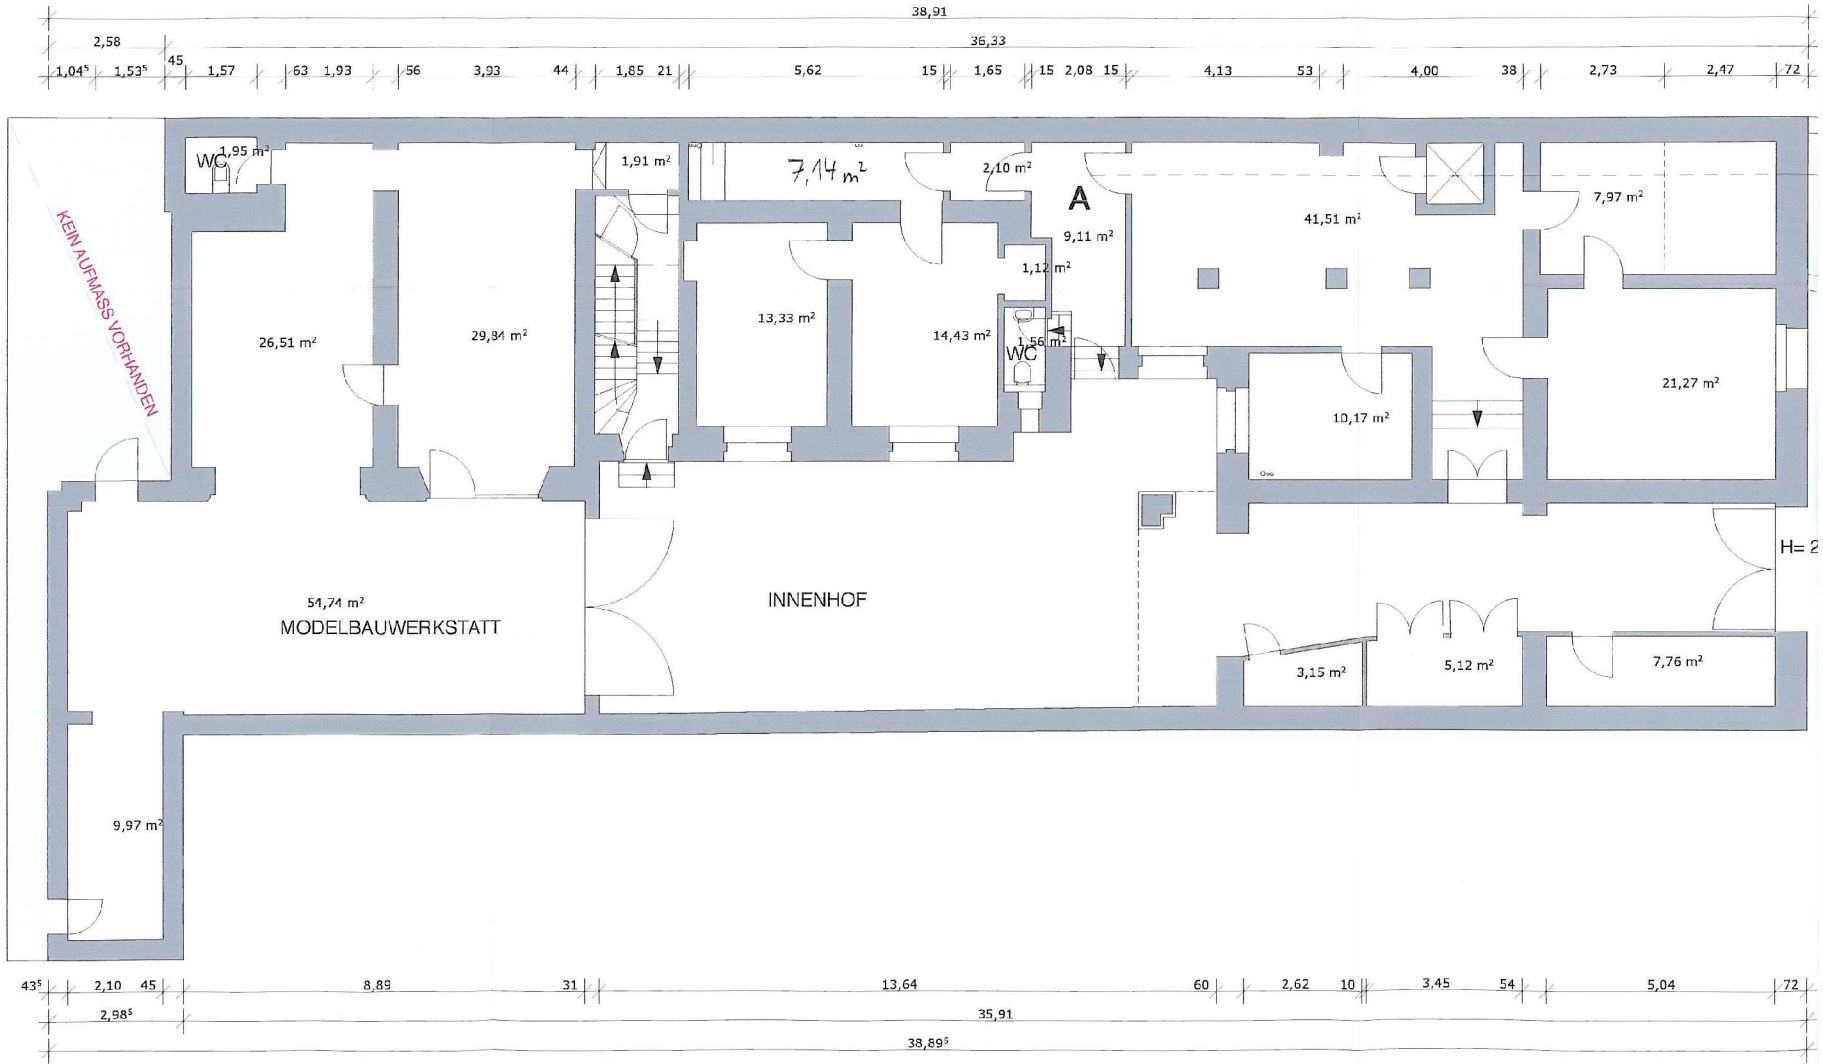 38,91
2,58 36,33
1,04⁵ 1,53⁵ 45 1,57 63 1,93 56 3,93 44 1,85 21 5,62 15 1,65 15 2,08 15 4,13 53 4,00 38 2,73 2,47 72
WC 1,95 m²
1,91 m²
7,14 m²
2,10 m²
A
9,11 m²
41,51 m²
7,97 m²
KEIN AUFMASS VORHANDEN
1,12 m²
26,51 m²
29,84 m²
13,33 m²
14,43 m²
1,56 m²
WC
10,17 m²
21,27 m²
H= 2
54,74 m²
MODELBAUWERKSTATT
INNENHOF
3,15 m²
5,12 m²
7,76 m²
9,97 m²
43⁵ 2,10 45 8,89 31 13,64 60 2,62 10 3,45 54 5,04 72
2,98⁵ 35,91
38,89⁵